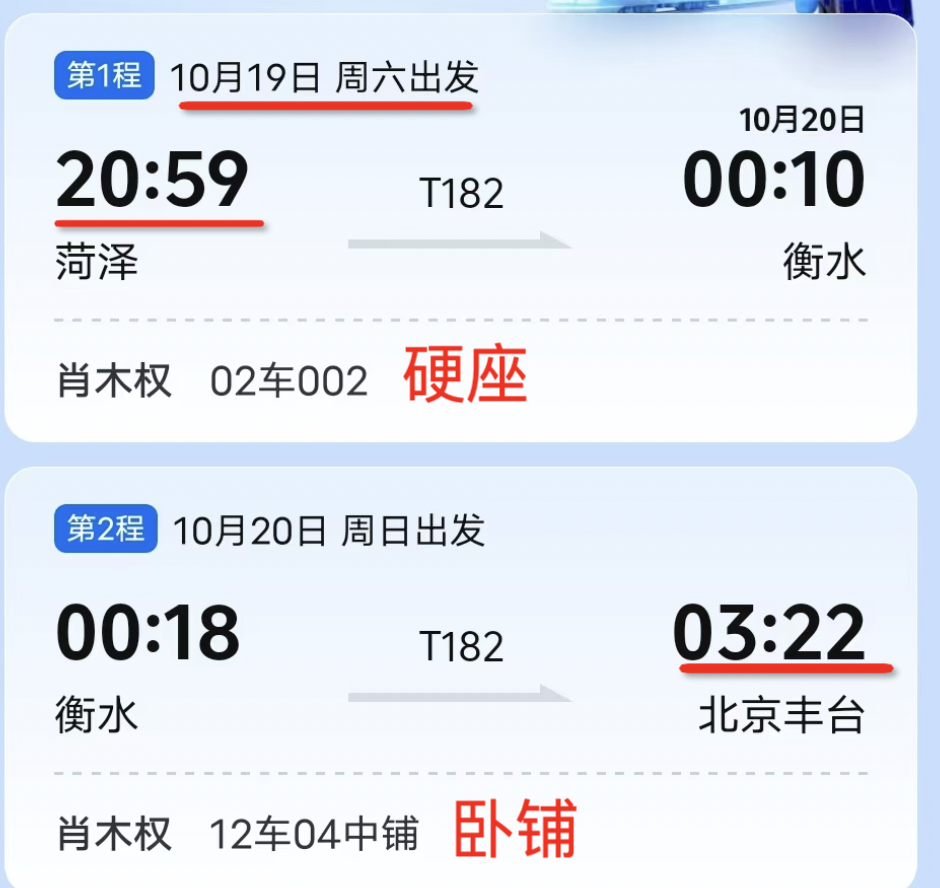 第1程 10月19日 周六出发
10月20日
20:59 T182 00:10
菏泽 衡水
肖木权 02车002 硬座
第2程 10月20日 周日出发
00:18 T182 03:22
衡水 北京丰台
肖木权 12车04中铺 卧铺